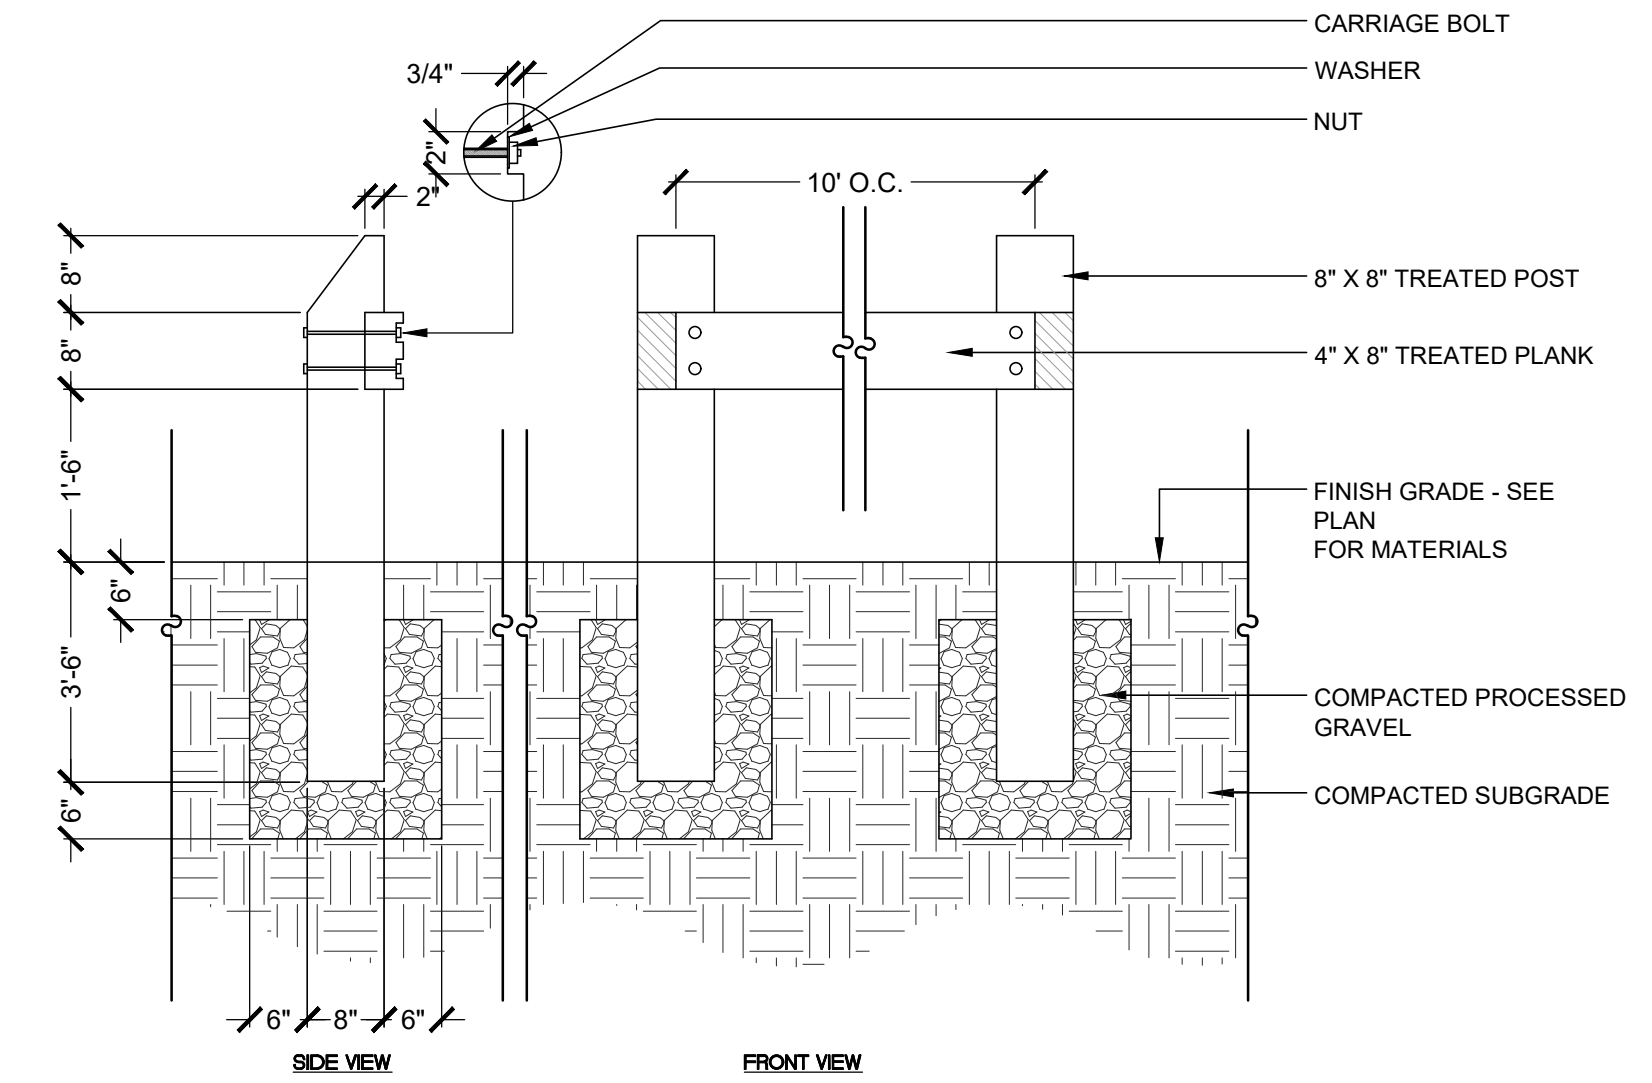 CARRIAGE BOLT
3/4"
WASHER
NUT
2"
10' O.C.
2"
8"
8" X 8" TREATED POST
8"
4" X 8" TREATED PLANK
1'-6"
FINISH GRADE - SEE
PLAN
FOR MATERIALS
6"
3'-6"
COMPACTED PROCESSED
GRAVEL
6"
COMPACTED SUBGRADE
6" 8" 6"
SIDE VIEW
FRONT VIEW